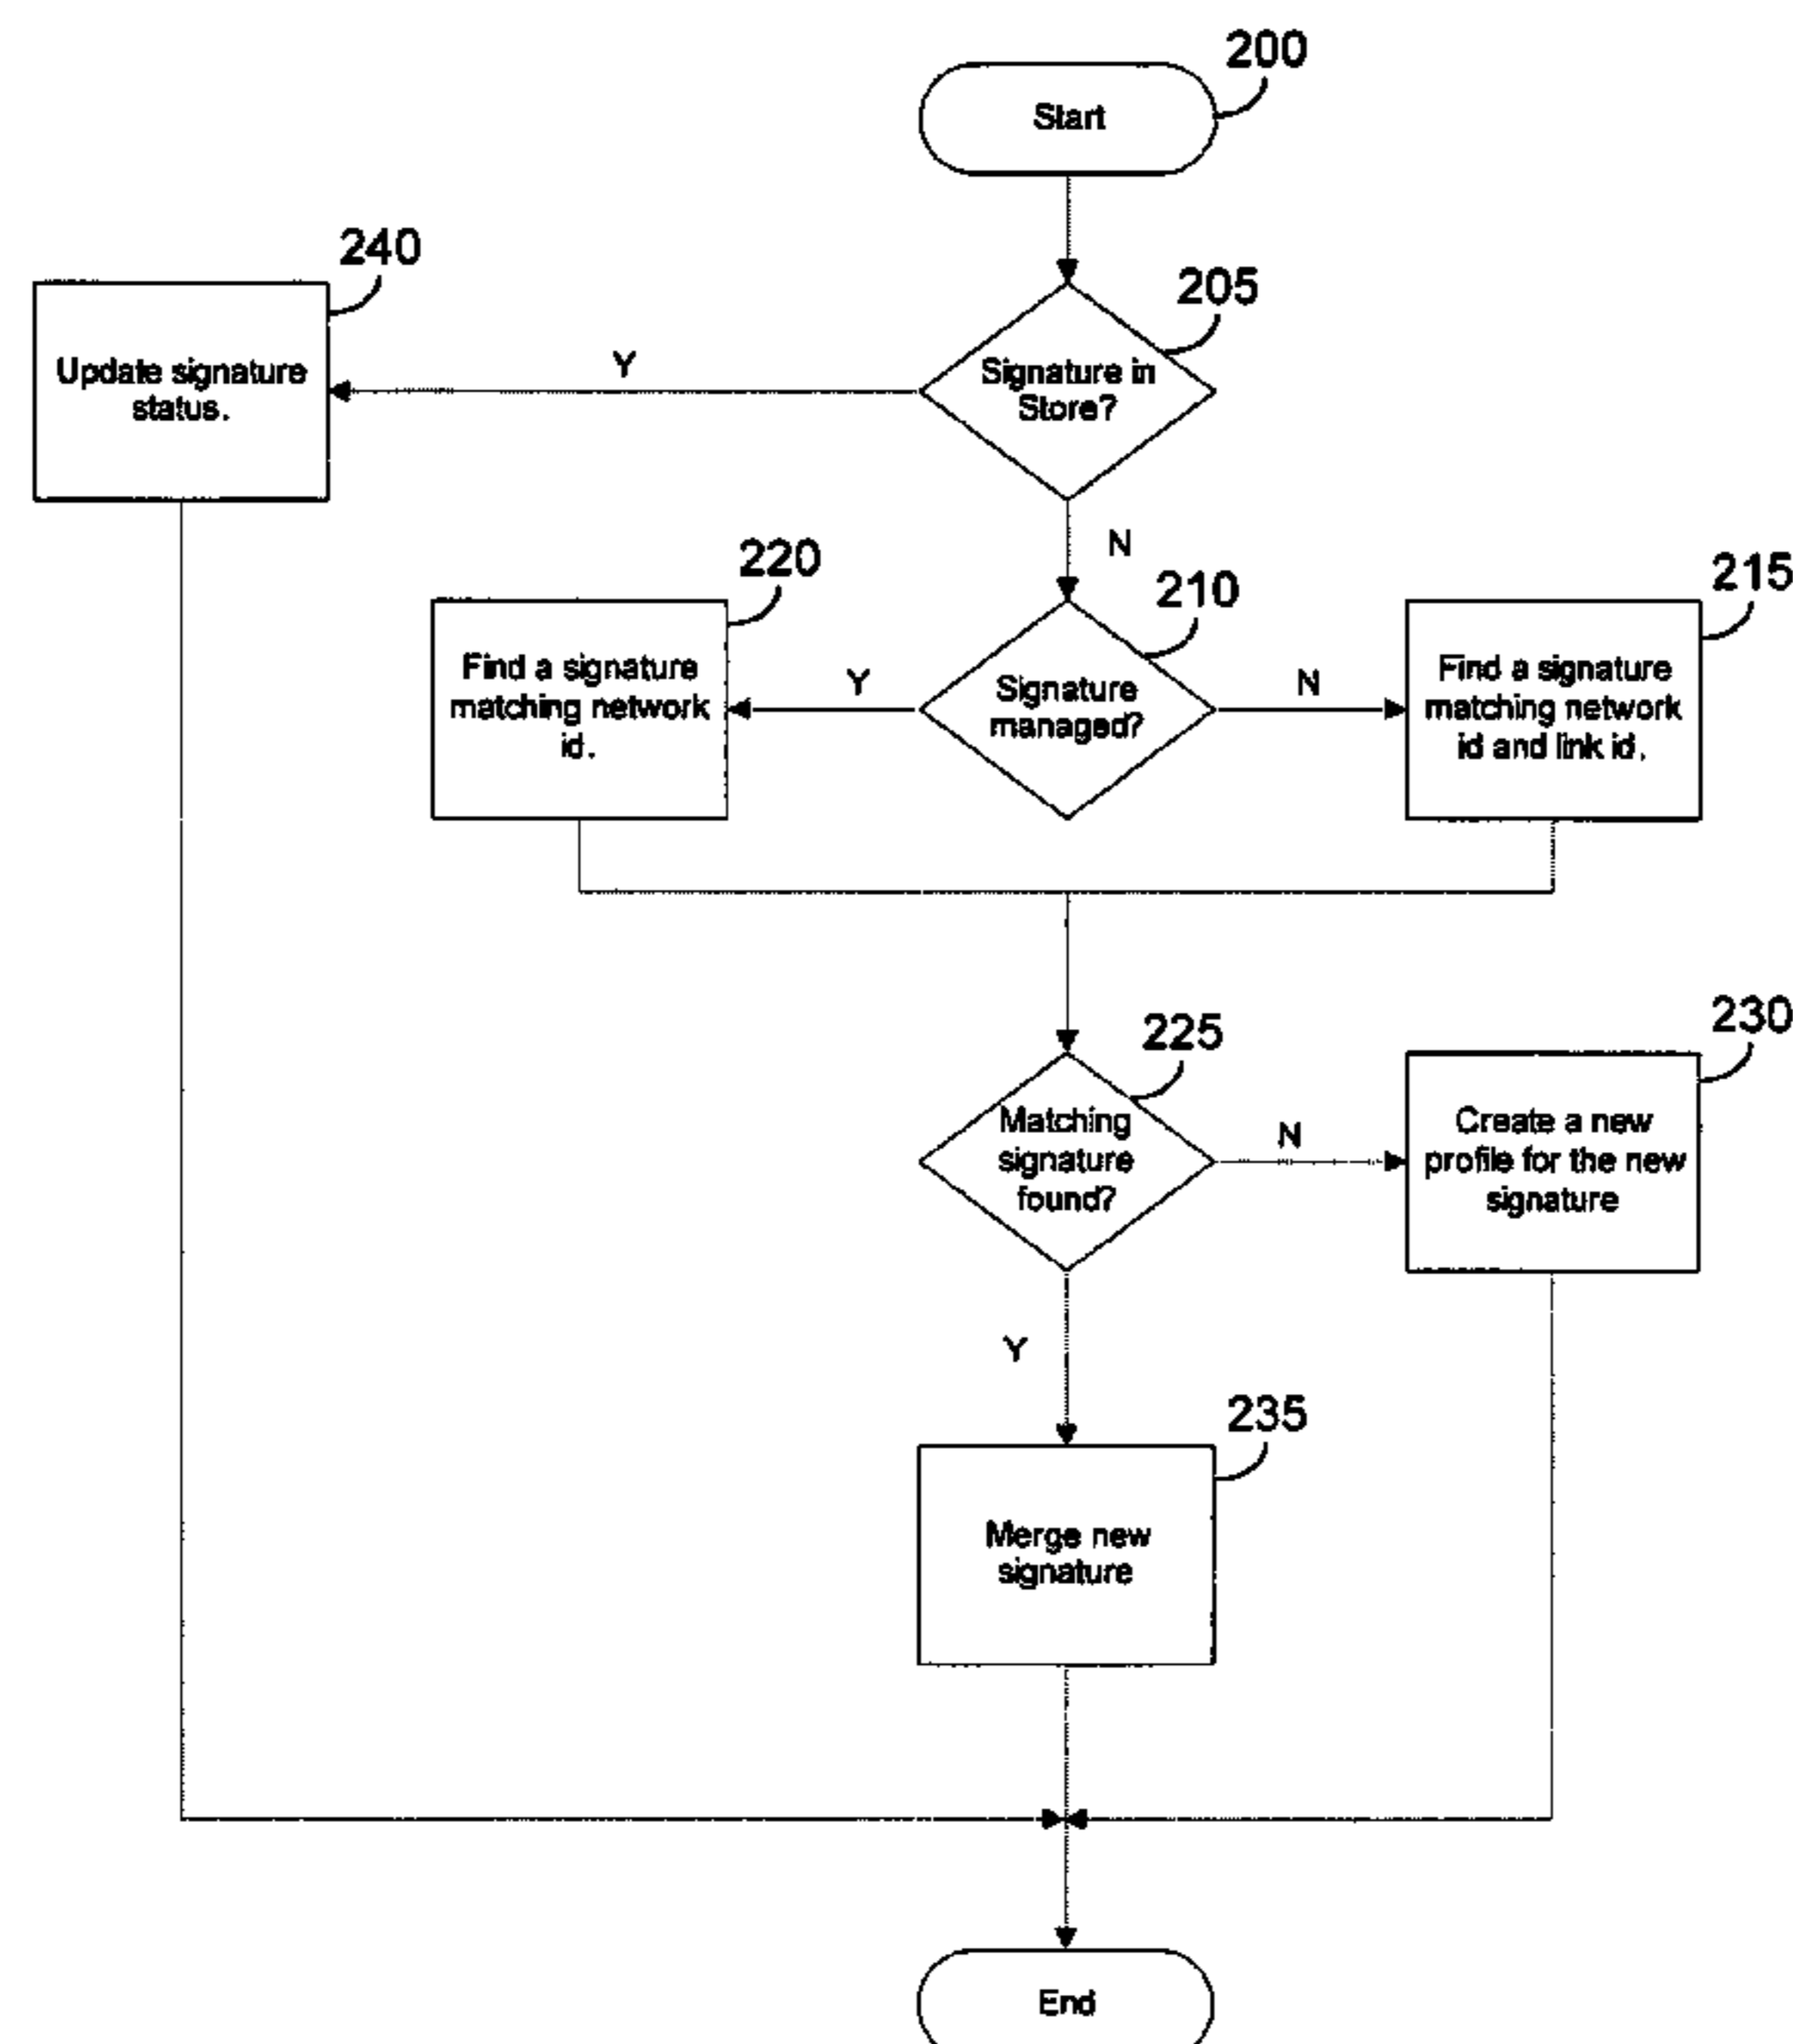 200
Start
240
205
Update signature
status.
Y
Signature in
Store?
N
220
210
215
Find a signature
matching network
id.
Y
Signature
managed?
N
Find a signature
matching network
id and link id.
225
230
Matching
signature
found?
N
Create a new
profile for the new
signature
Y
235
Merge new
signature
End